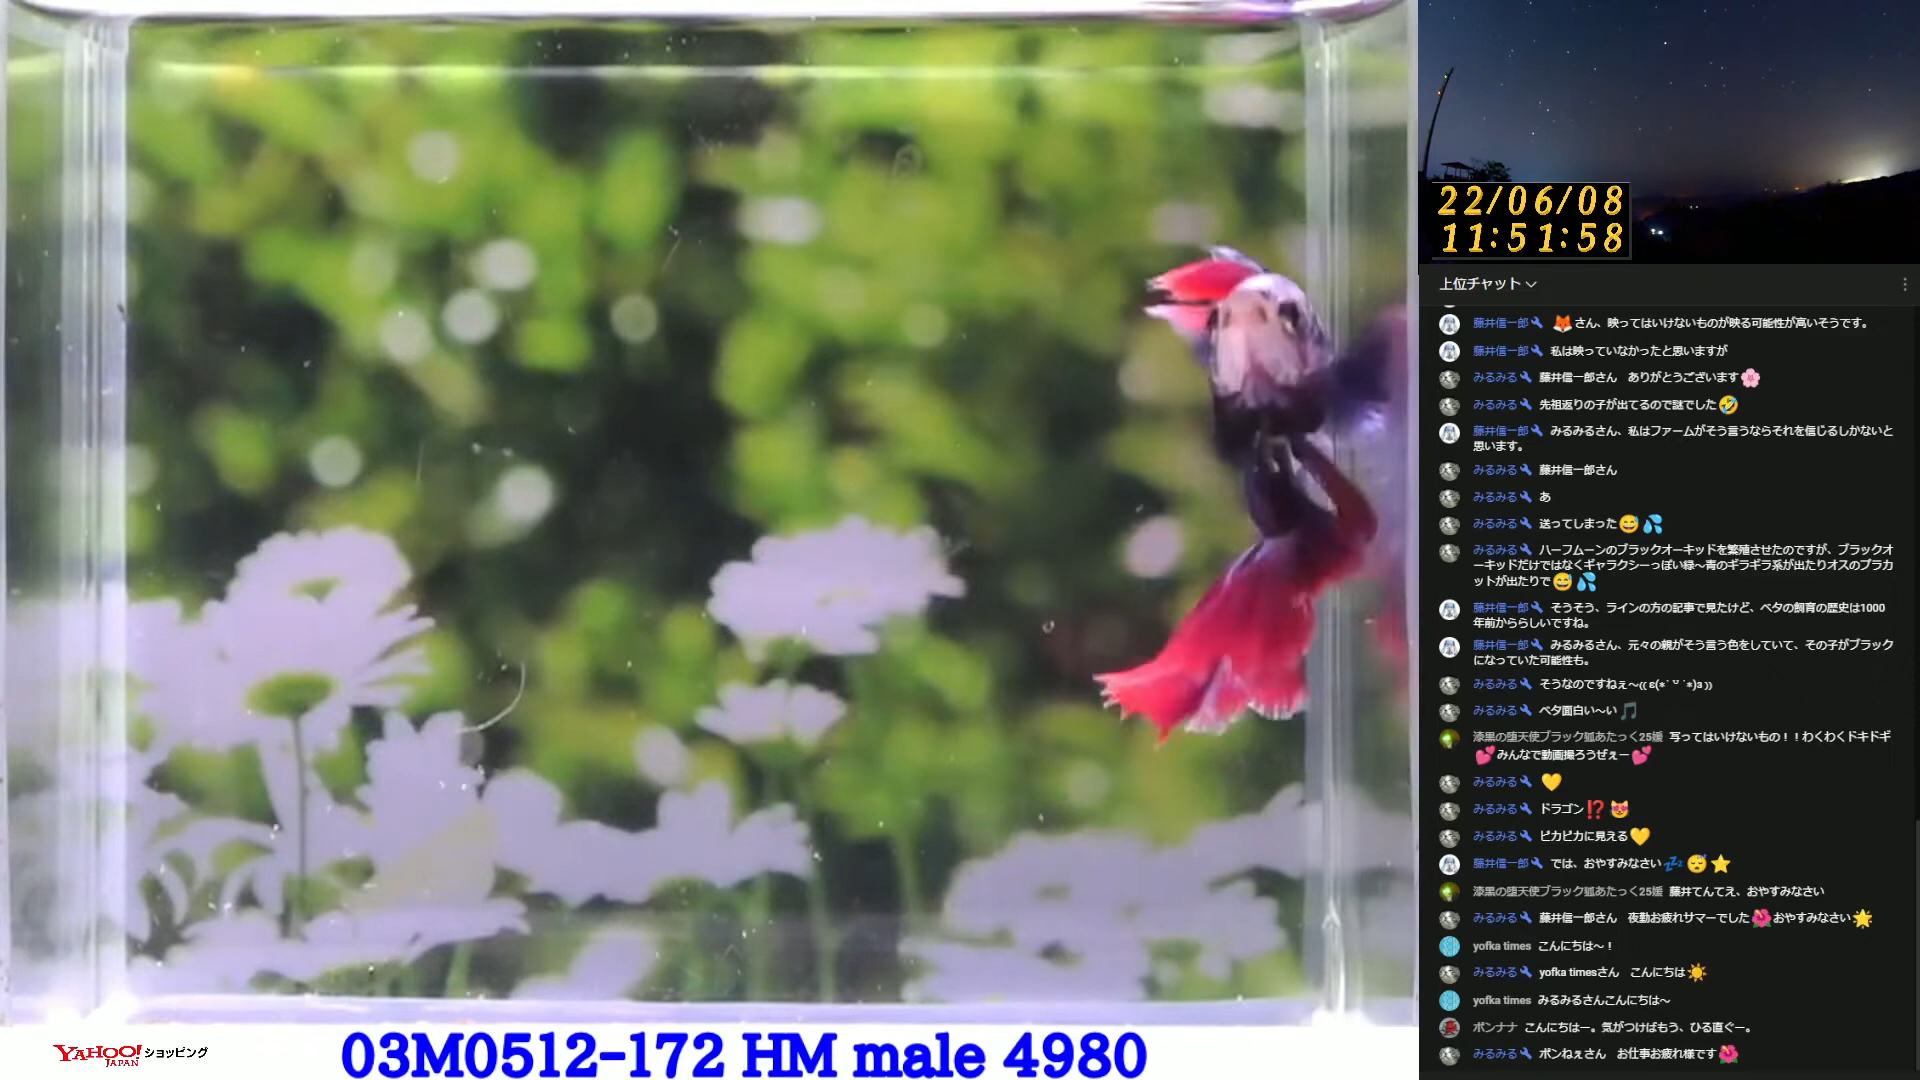 22/06/08
11:51:58
上位チャット
藤井信一郎 🦊さん、映ってはいけないものが映る可能性が高いそうです。
藤井信一郎 私は映っていなかったと思いますが
みるみる 藤井信一郎さん　ありがとうございます🌸
みるみる 先祖返りの子が出てるので謎でした🤣
藤井信一郎 みるみるさん、私はファームがそう言うならそれを信じるしかないと
思います。
みるみる 藤井信一郎さん
みるみる あ
みるみる 送ってしまった😅💦
みるみる ハーフムーンのブラックオーキッドを繁殖させたのですが、ブラックオ
ーキッドだけではなくギャラクシーっぽい緑〜青のギラギラ系が出たりオスのプラカ
ットが出たりで😅💦
藤井信一郎 そうそう、ラインの方の記事で見たけど、ベタの飼育の歴史は1000
年前かららしいですね。
藤井信一郎 みるみるさん、元々の親がそう言う色をしていて、その子がブラック
になっていた可能性も。
みるみる そうなのですねぇ〜((ε(*˙ᵕ˙*)з))
みるみる ベタ面白い〜い🎵
漆黒の堕天使ブラック狐あたっく25媛 写ってはいけないもの！！わくわくドキドギ
💕みんなで動画撮ろうぜぇー💕
みるみる 💛
みるみる ドラゴン⁉️😻
みるみる ピカピカに見える💛
藤井信一郎 では、おやすみなさい💤😴⭐
漆黒の堕天使ブラック狐あたっく25媛 藤井てんてえ、おやすみなさい
みるみる 藤井信一郎さん　夜勤お疲れサマーでした🌺おやすみなさい🌟
yofka times こんにちは〜！
みるみる yofka timesさん　こんにちは☀️
yofka times みるみるさんこんにちは〜
ボンナナ こんにちはー。気がつけばもう、ひる直ぐー。
みるみる ボンねぇさん　お仕事お疲れ様です🌺
YAHOO! JAPAN ショッピング
03M0512-172 HM male 4980